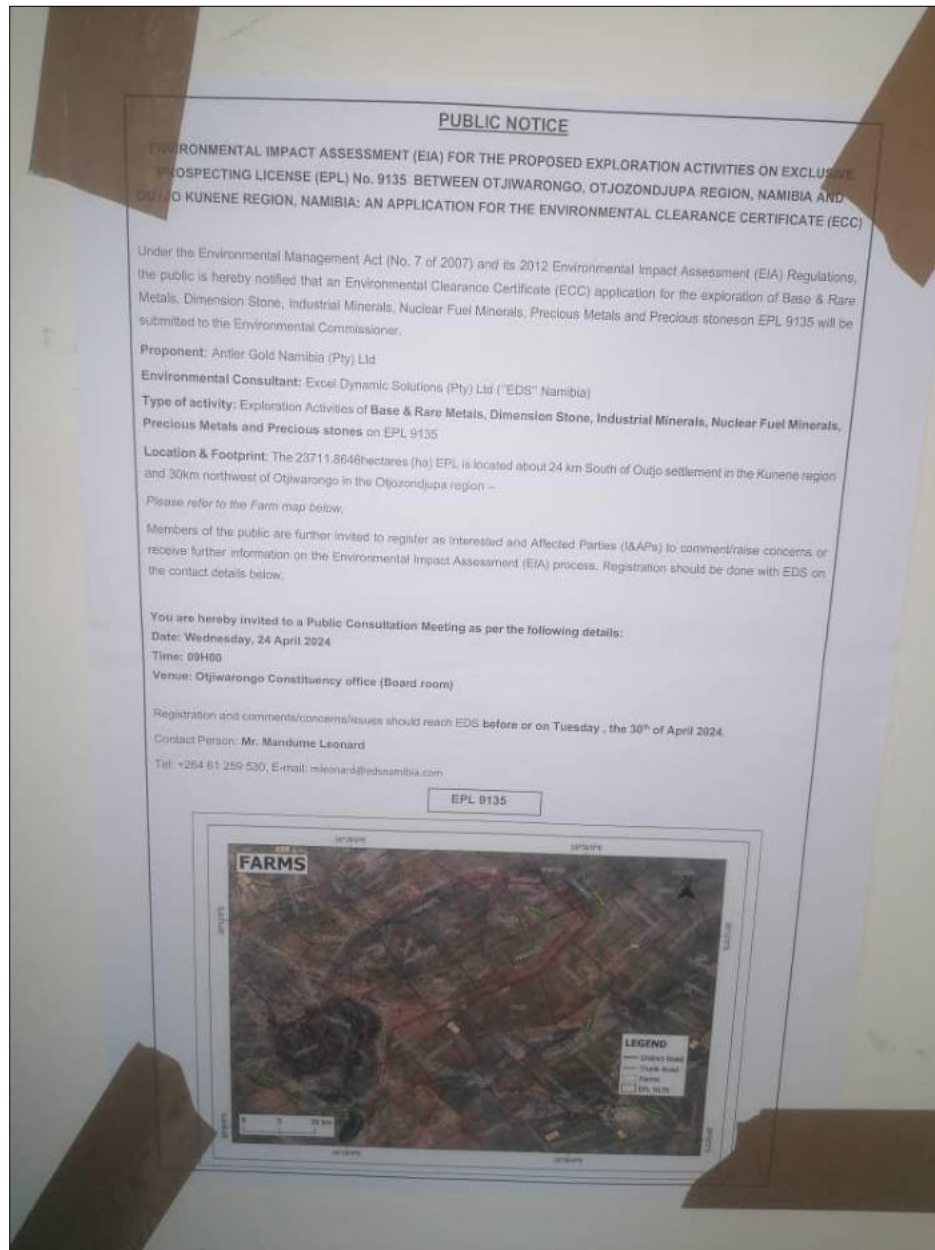 PUBLIC NOTICE
ENVIRONMENTAL IMPACT ASSESSMENT (EIA) FOR THE PROPOSED EXPLORATION ACTIVITIES ON EXCLUSIVE
PROSPECTING LICENSE (EPL) No. 9135 BETWEEN OTJIWARONGO, OTJOZONDJUPA REGION, NAMIBIA AND
OUTJO KUNENE REGION, NAMIBIA: AN APPLICATION FOR THE ENVIRONMENTAL CLEARANCE CERTIFICATE (ECC)
Under the Environmental Management Act (No. 7 of 2007) and its 2012 Environmental Impact Assessment (EIA) Regulations,
the public is hereby notified that an Environmental Clearance Certificate (ECC) application for the exploration of Base & Rare
Metals, Dimension Stone, Industrial Minerals, Nuclear Fuel Minerals, Precious Metals and Precious stoneson EPL 9135 will be
submitted to the Environmental Commissioner.
Proponent: Antler Gold Namibia (Pty) Ltd
Environmental Consultant: Excel Dynamic Solutions (Pty) Ltd ("EDS" Namibia)
Type of activity: Exploration Activities of Base & Rare Metals, Dimension Stone, Industrial Minerals, Nuclear Fuel Minerals,
Precious Metals and Precious stones on EPL 9135
Location & Footprint: The 23711.8646hectares (ha) EPL is located about 24 km South of Outjo settlement in the Kunene region
and 30km northwest of Otjiwarongo in the Otjozondjupa region –
Please refer to the Farm map below.
Members of the public are further invited to register as Interested and Affected Parties (I&APs) to comment/raise concerns or
receive further information on the Environmental Impact Assessment (EIA) process. Registration should be done with EDS on
the contact details below.
You are hereby invited to a Public Consultation Meeting as per the following details:
Date: Wednesday, 24 April 2024
Time: 09H00
Venue: Otjiwarongo Constituency office (Board room)
Registration and comments/concerns/issues should reach EDS before or on Tuesday , the 30th of April 2024.
Contact Person: Mr. Mandume Leonard
Tel: +264 61 259 530, E-mail: mleonard@edsnamibia.com
EPL 9135
FARMS
LEGEND
District Road
Trunk Road
Farms